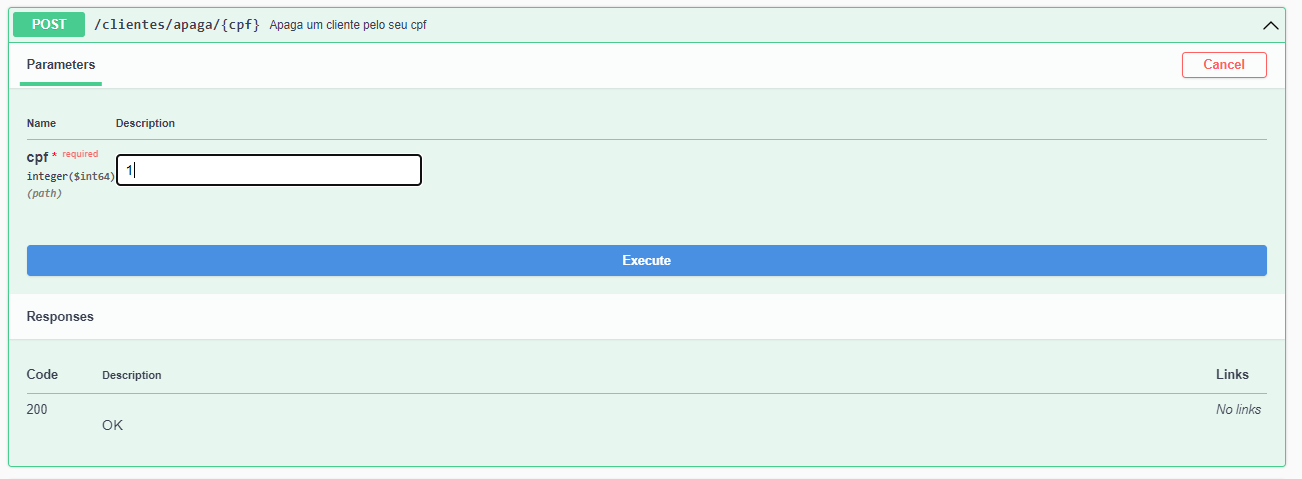 POST /clientes/apaga/{cpf} Apaga um cliente pelo seu cpf
Parameters Cancel
Name Description
cpf * required
integer($int64)
(path)
1
Execute
Responses
Code Description Links
200 No links
OK